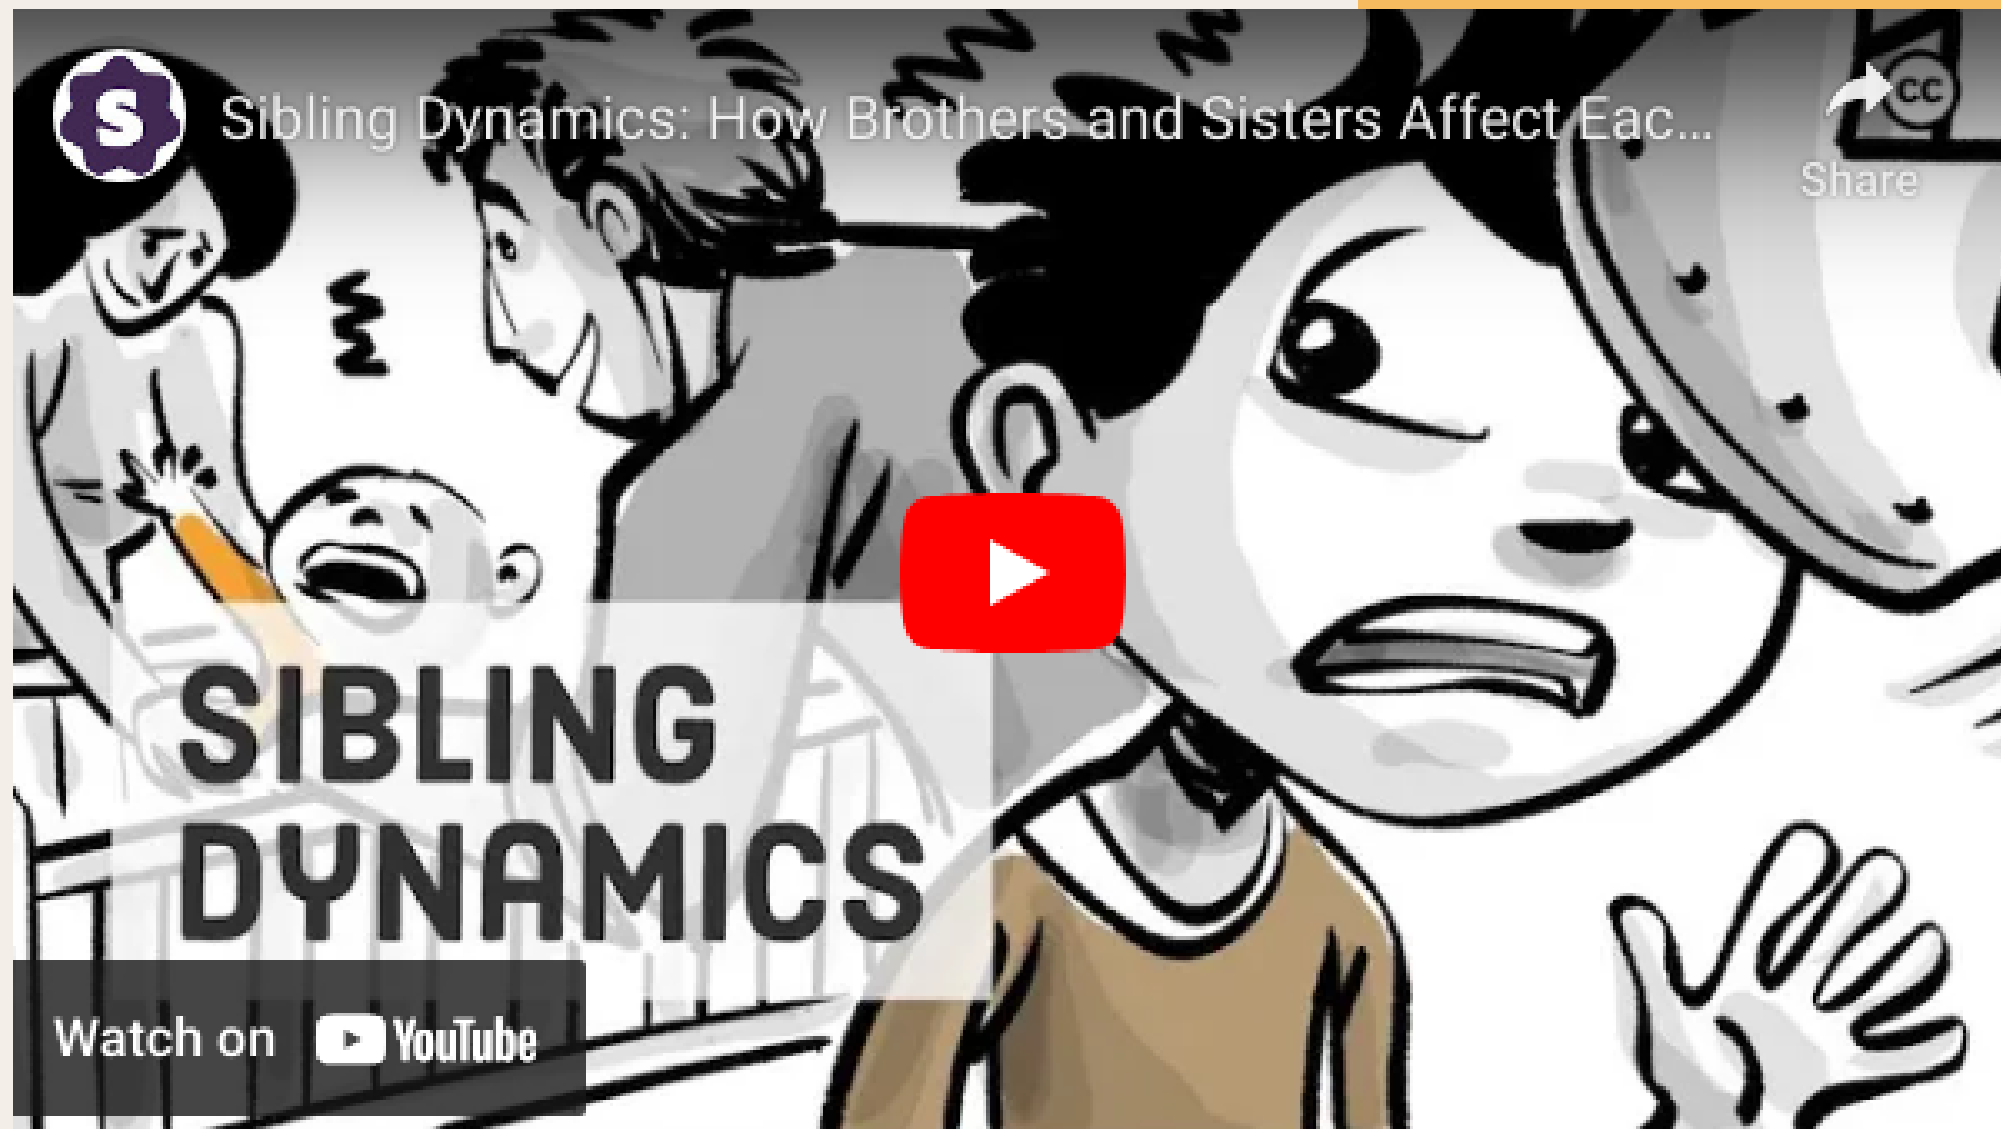 S
Sibling Dynamics: How Brothers and Sisters Affect Eac...
CC
Share
SIBLING
DYNAMICS
Watch on YouTube